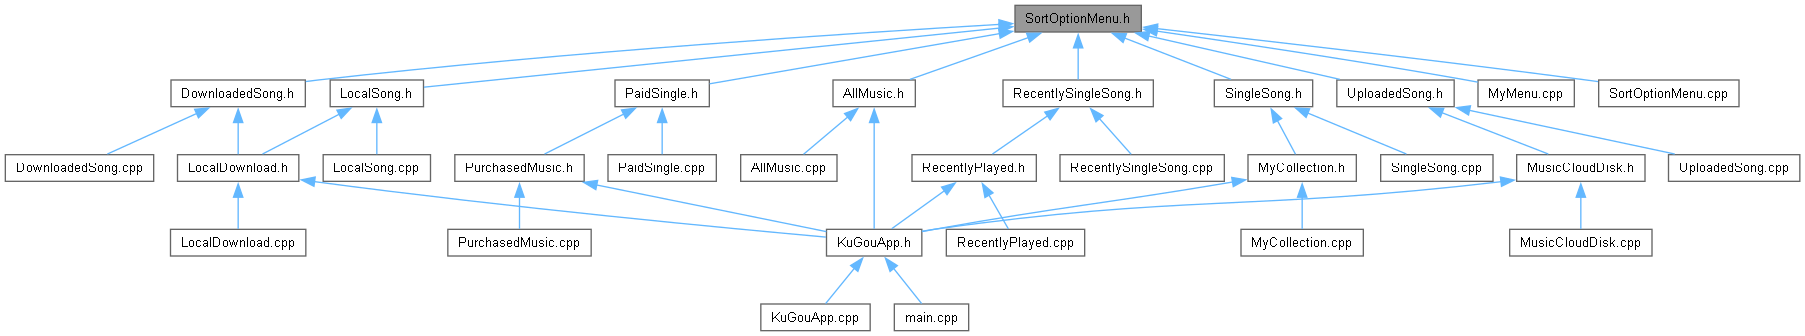 SortOptionMenu.h
DownloadedSong.h
LocalSong.h
PaidSingle.h
AllMusic.h
RecentlySingleSong.h
SingleSong.h
UploadedSong.h
MyMenu.cpp
SortOptionMenu.cpp
DownloadedSong.cpp
LocalDownload.h
LocalSong.cpp
PurchasedMusic.h
PaidSingle.cpp
AllMusic.cpp
RecentlyPlayed.h
RecentlySingleSong.cpp
MyCollection.h
SingleSong.cpp
MusicCloudDisk.h
UploadedSong.cpp
LocalDownload.cpp
PurchasedMusic.cpp
KuGouApp.h
RecentlyPlayed.cpp
MyCollection.cpp
MusicCloudDisk.cpp
KuGouApp.cpp
main.cpp